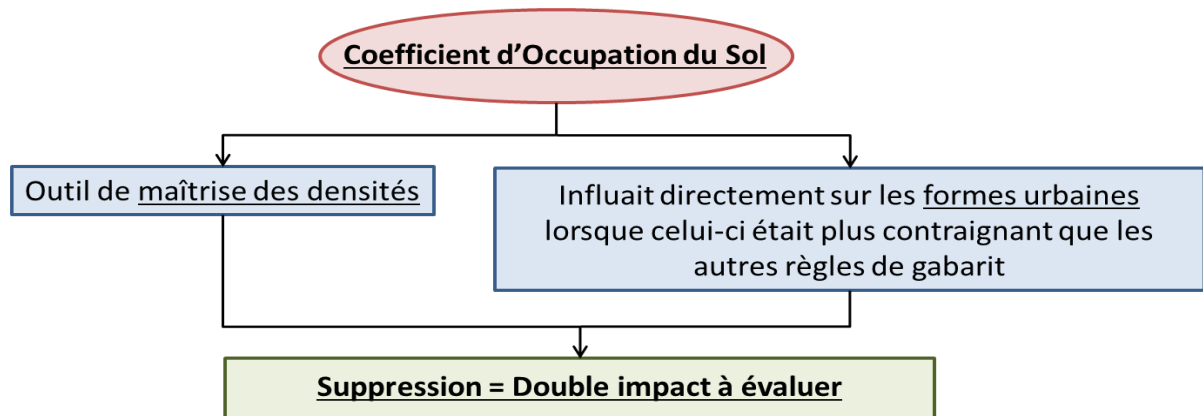 Coefficient d’Occupation du Sol
Outil de maîtrise des densités
Influait directement sur les formes urbaines
lorsque celui-ci était plus contraignant que les
autres règles de gabarit
Suppression = Double impact à évaluer